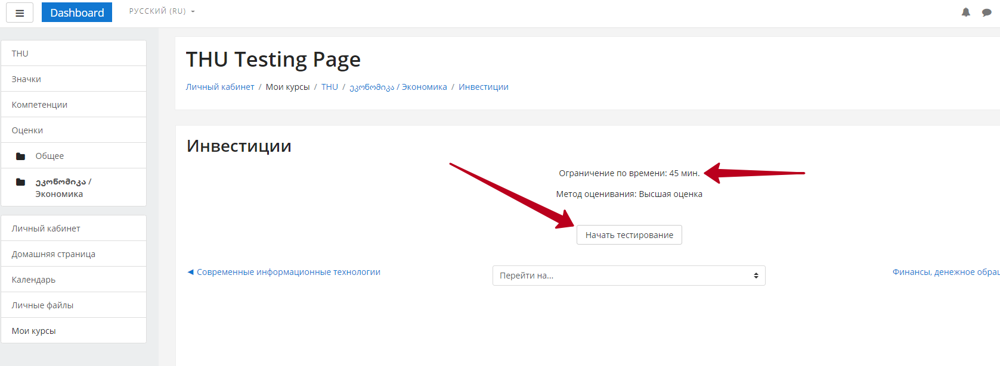 Dashboard
РУССКИЙ (RU)
THU
Значки
Компетенции
Оценки
Общее
ეკონომიკა /
Экономика
Личный кабинет
Домашняя страница
Календарь
Личные файлы
Мои курсы
THU Testing Page
Личный кабинет / Мои курсы / THU / ეკონომიკა / Экономика / Инвестиции
Инвестиции
Ограничение по времени: 45 мин.
Метод оценивания: Высшая оценка
Начать тестирование
◄ Современные информационные технологии
Перейти на...
Финансы, денежное